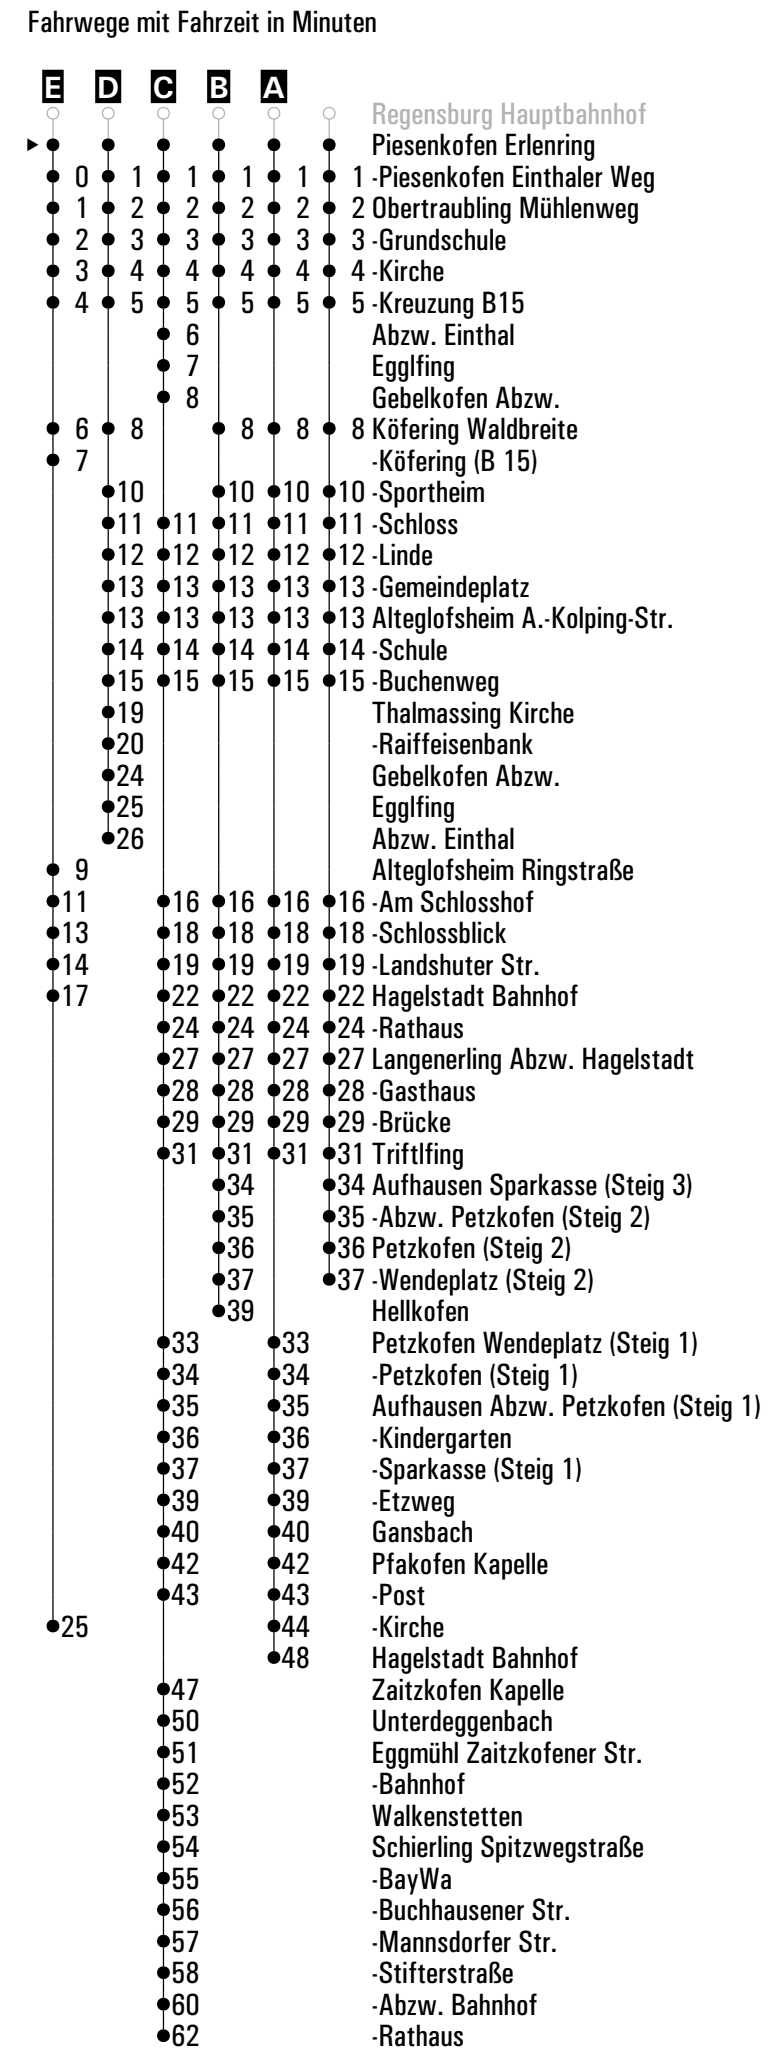 Fahrwege mit Fahrzeit in Minuten
E D C B A
Regensburg Hauptbahnhof
Piesenkofen Erlenring
0 1 1 1 1 1 -Piesenkofen Einthaler Weg
1 2 2 2 2 2 Obertraubling Mühlenweg
2 3 3 3 3 3 -Grundschule
3 4 4 4 4 4 -Kirche
4 5 5 5 5 5 -Kreuzung B15
6 Abzw. Einthal
7 Egglfing
8 Gebelkofen Abzw.
6 8 8 8 8 Köfering Waldbreite
7 -Köfering (B 15)
10 10 10 10 -Sportheim
11 11 11 11 11 -Schloss
12 12 12 12 12 -Linde
13 13 13 13 13 -Gemeindeplatz
13 13 13 13 13 Alteglofsheim A.-Kolping-Str.
14 14 14 14 14 -Schule
15 15 15 15 15 -Buchenweg
19 Thalmassing Kirche
20 -Raiffeisenbank
24 Gebelkofen Abzw.
25 Egglfing
26 Abzw. Einthal
9 Alteglofsheim Ringstraße
11 16 16 16 16 -Am Schlosshof
13 18 18 18 18 -Schlossblick
14 19 19 19 19 -Landshuter Str.
17 22 22 22 22 Hagelstadt Bahnhof
24 24 24 24 -Rathaus
27 27 27 27 Langenerling Abzw. Hagelstadt
28 28 28 28 -Gasthaus
29 29 29 29 -Brücke
31 31 31 31 Triftlfing
34 34 Aufhausen Sparkasse (Steig 3)
35 35 -Abzw. Petzkofen (Steig 2)
36 36 Petzkofen (Steig 2)
37 37 -Wendeplatz (Steig 2)
39 Hellkofen
33 33 Petzkofen Wendeplatz (Steig 1)
34 34 -Petzkofen (Steig 1)
35 35 Aufhausen Abzw. Petzkofen (Steig 1)
36 36 -Kindergarten
37 37 -Sparkasse (Steig 1)
39 39 -Etzweg
40 40 Gansbach
42 42 Pfakofen Kapelle
43 43 -Post
25 44 -Kirche
48 Hagelstadt Bahnhof
47 Zaitzkofen Kapelle
50 Unterdeggenbach
51 Eggmühl Zaitzkofener Str.
52 -Bahnhof
53 Walkenstetten
54 Schierling Spitzwegstraße
55 -BayWa
56 -Buchhausener Str.
57 -Mannsdorfer Str.
58 -Stifterstraße
60 -Abzw. Bahnhof
62 -Rathaus